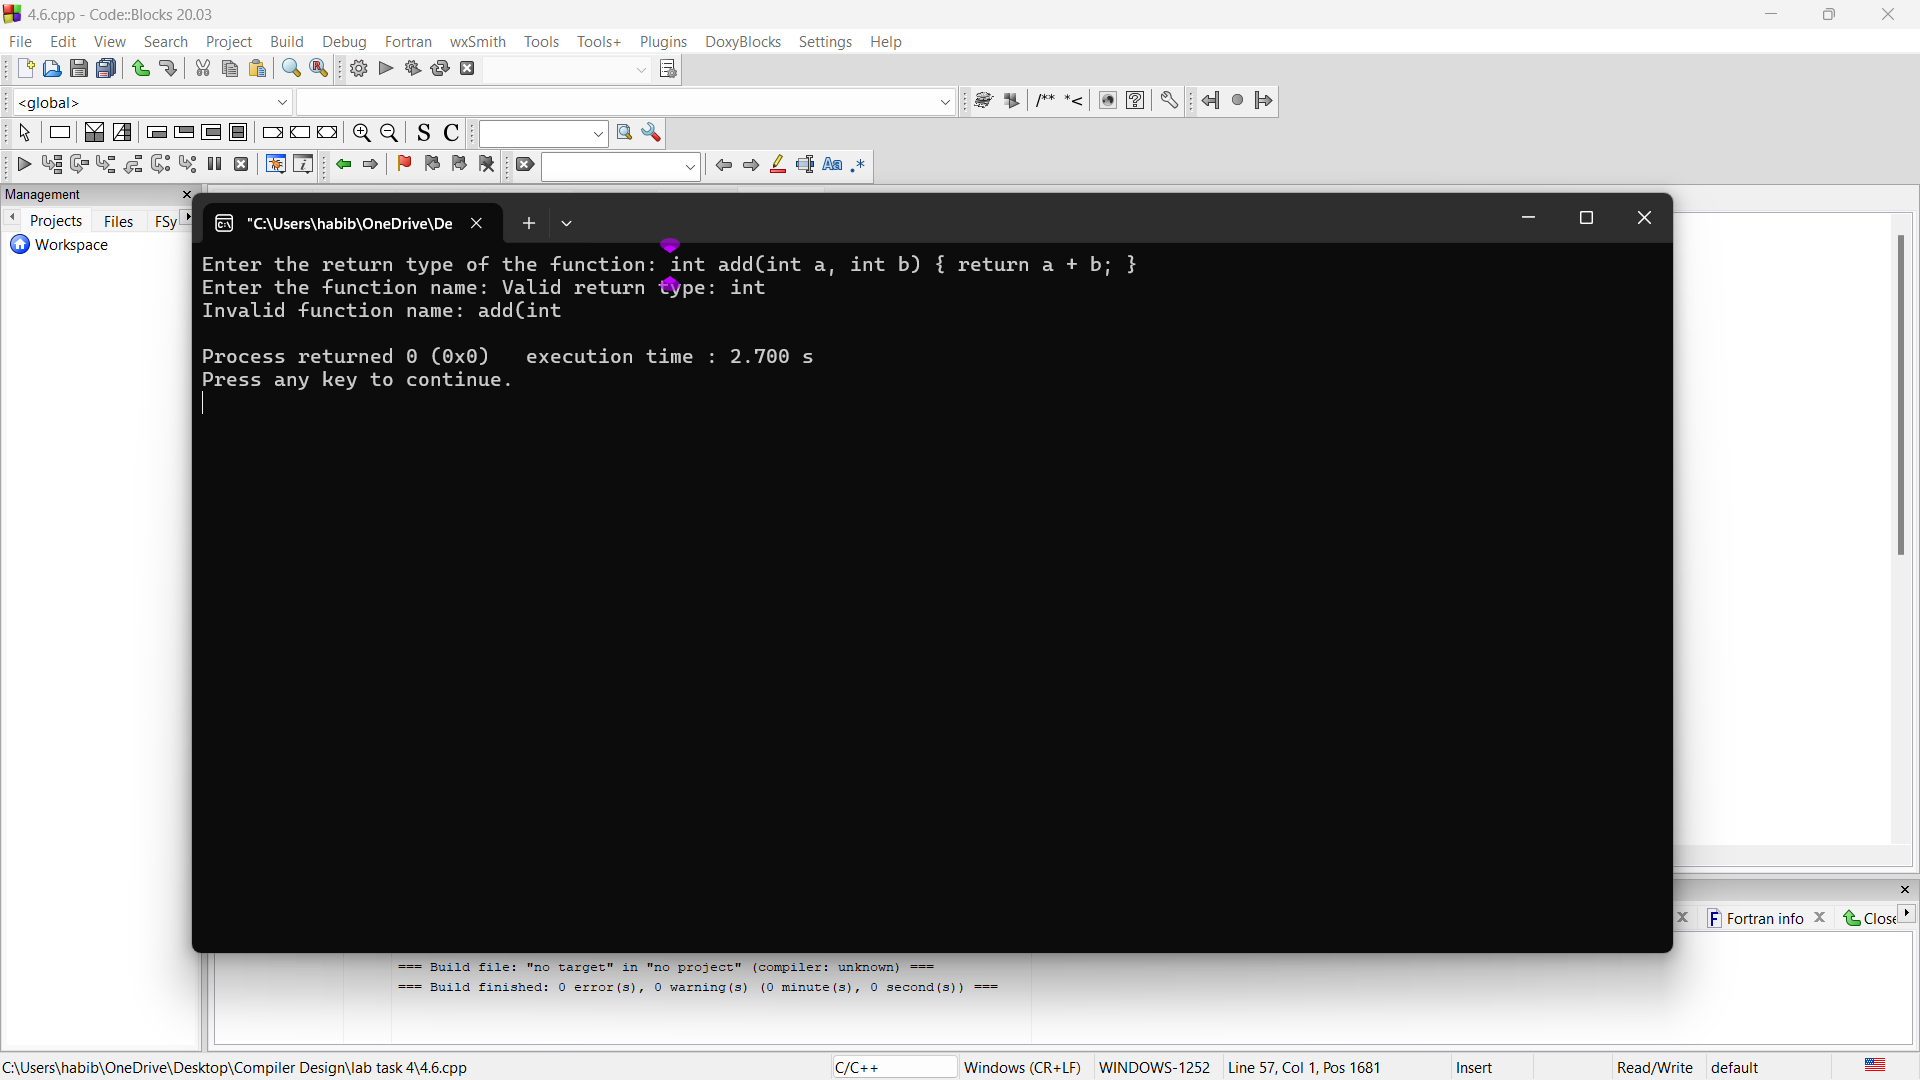 4.6.cpp - Code::Blocks 20.03
File Edit View Search Project Build Debug Fortran wxSmith Tools Tools+ Plugins DoxyBlocks Settings Help
<global>
/** *<
S C
Aa .*
Management
Projects Files FSy
Workspace
"C:\Users\habib\OneDrive\De
Enter the return type of the function: int add(int a, int b) { return a + b; }
Enter the function name: Valid return type: int
Invalid function name: add(int
Process returned 0 (0x0) execution time : 2.700 s
Press any key to continue.
Fortran info Close
=== Build file: "no target" in "no project" (compiler: unknown) ===
=== Build finished: 0 error(s), 0 warning(s) (0 minute(s), 0 second(s)) ===
C:\Users\habib\OneDrive\Desktop\Compiler Design\lab task 4\4.6.cpp C/C++ Windows (CR+LF) WINDOWS-1252 Line 57, Col 1, Pos 1681 Insert Read/Write default